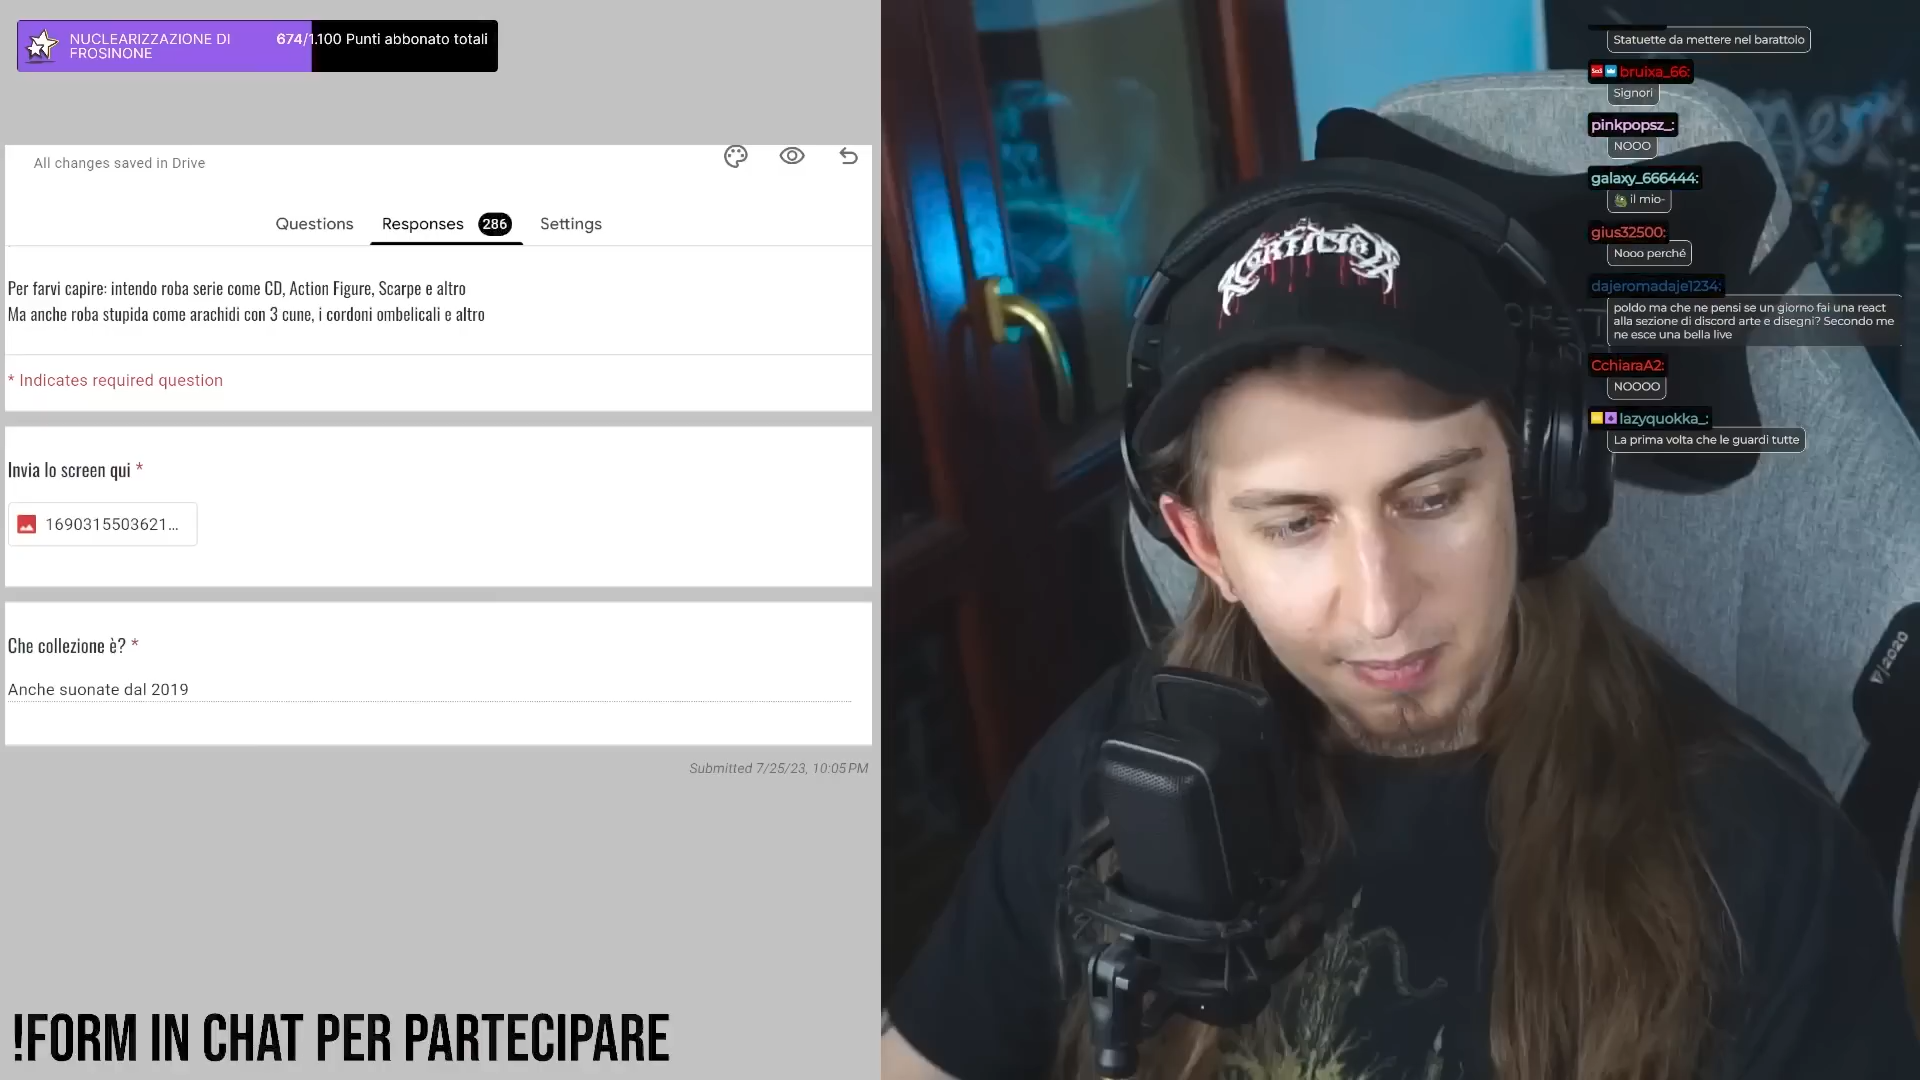 NUCLEARIZZAZIONE DI
FROSINONE
674/1.100 Punti abbonato totali
All changes saved in Drive
Questions
Responses
286
Settings
Per farvi capire: intendo roba serie come CD, Action Figure, Scarpe e altro
Ma anche roba stupida come arachidi con 3 cune, i cordoni ombelicali e altro
* Indicates required question
Invia lo screen qui *
1690315503621...
Che collezione è? *
Anche suonate dal 2019
Submitted 7/25/23, 10:05 PM
!FORM IN CHAT PER PARTECIPARE
MORTICIAN
Statuette da mettere nel barattolo
bruixa_66:
Signori
pinkpopsz_:
NOOO
galaxy_666444:
il mio-
gius32500:
Nooo perché
dajeromadaje1234:
poldo ma che ne pensi se un giorno fai una react
alla sezione di discord arte e disegni? Secondo me
ne esce una bella live
CchiaraA2:
NOOOO
lazyquokka_:
La prima volta che le guardi tutte
/2020